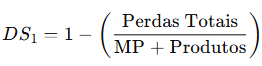 DS₁ = 1 − (Perdas Totais / MP + Produtos)